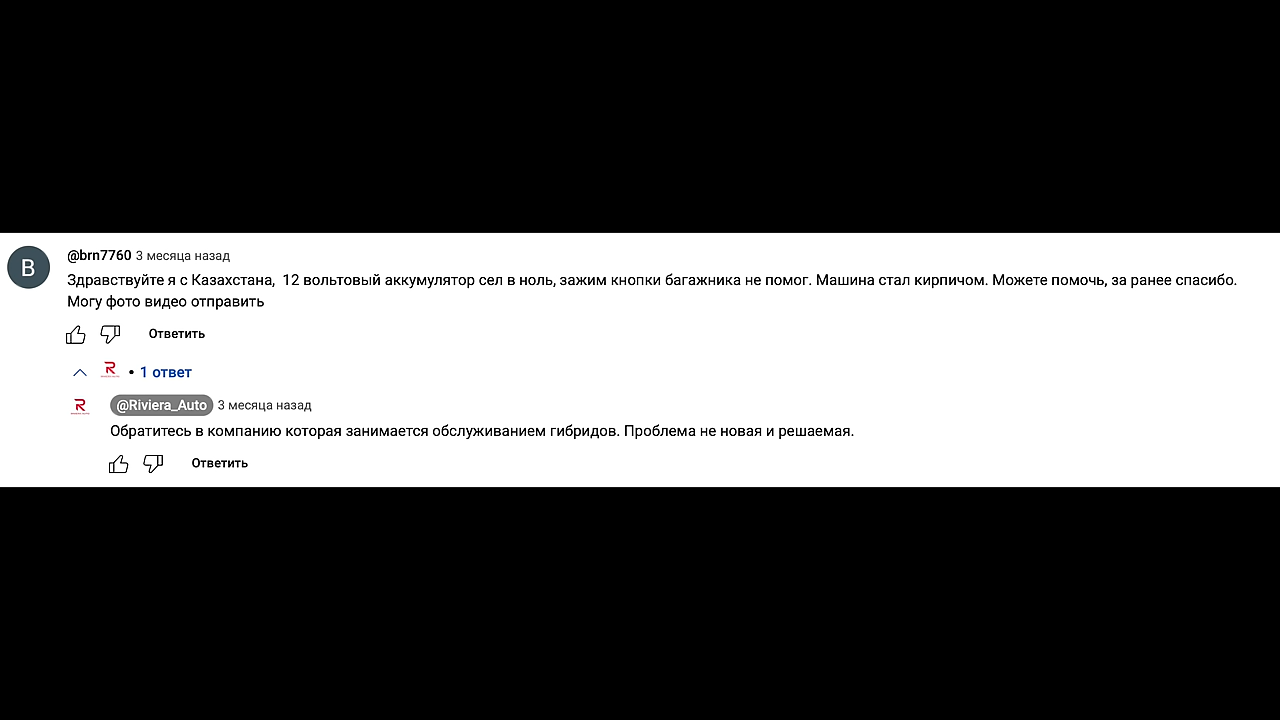 B
@brn7760 3 месяца назад
Здравствуйте я с Казахстана,  12 вольтовый аккумулятор сел в ноль, зажим кнопки багажника не помог. Машина стал кирпичом. Можете помочь, за ранее спасибо.
Могу фото видео отправить
Ответить
R • 1 ответ
R @Riviera_Auto 3 месяца назад
Обратитесь в компанию которая занимается обслуживанием гибридов. Проблема не новая и решаемая.
Ответить